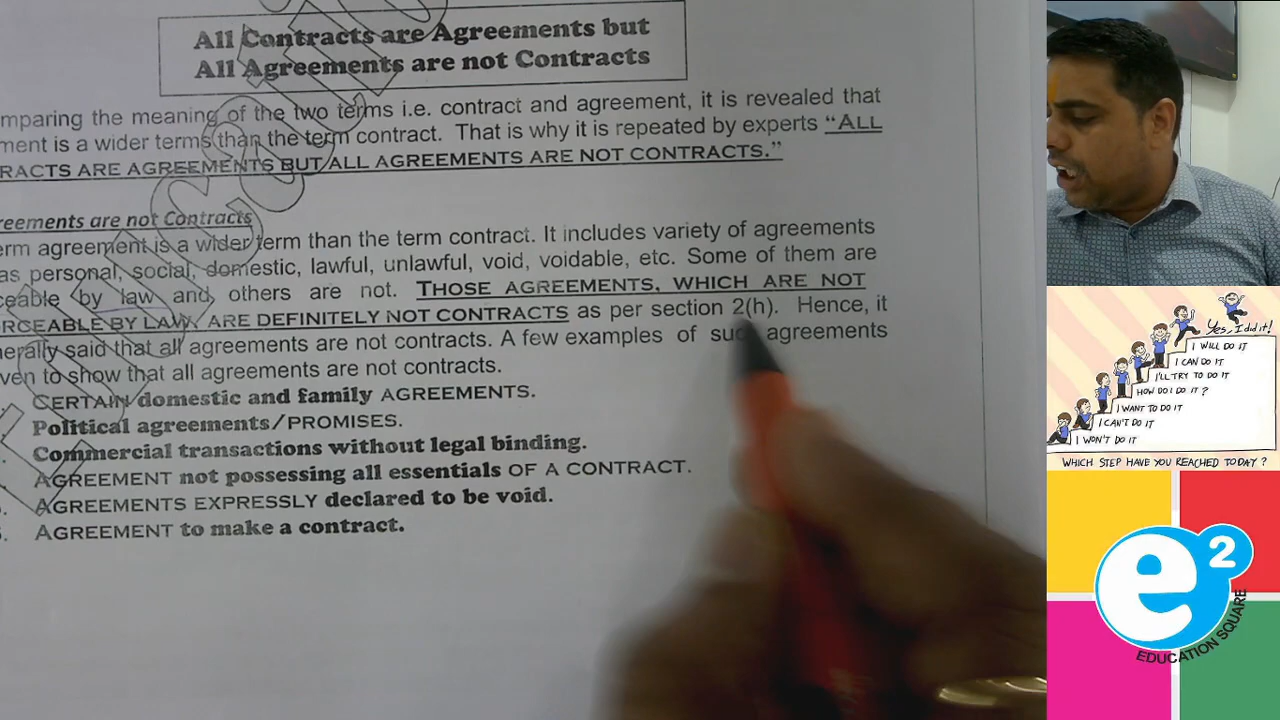 All Contracts are Agreements but
All Agreements are not Contracts
mparing the meaning of the two terms i.e. contract and agreement, it is revealed that
ment is a wider terms than the term contract. That is why it is repeated by experts “ALL
RACTS ARE AGREEMENTS BUT ALL AGREEMENTS ARE NOT CONTRACTS.”
reements are not Contracts
erm agreement is a wider term than the term contract. It includes variety of agreements
as personal, social, domestic, lawful, unlawful, void, voidable, etc. Some of them are
ceable by law and others are not. THOSE AGREEMENTS, WHICH ARE NOT
RCEABLE BY LAW, ARE DEFINITELY NOT CONTRACTS as per section 2(h). Hence, it
nerally said that all agreements are not contracts. A few examples of such agreements
ven to show that all agreements are not contracts.
CERTAIN domestic and family AGREEMENTS.
Political agreements/PROMISES.
Commercial transactions without legal binding.
AGREEMENT not possessing all essentials OF A CONTRACT.
AGREEMENTS EXPRESSLY declared to be void.
AGREEMENT to make a contract.
Yes, I did it!
I WILL DO IT
I CAN DO IT
I'LL TRY TO DO IT
HOW DO I DO IT ?
I WANT TO DO IT
I CAN'T DO IT
I WON'T DO IT
WHICH STEP HAVE YOU REACHED TODAY ?
e2
EDUCATION SQUARE